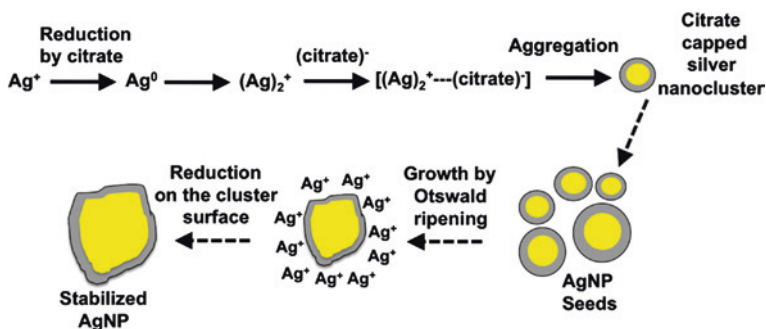 Reduction
by citrate
Ag⁺
Ag⁰
(Ag)₂⁺
(citrate)⁻
[(Ag)₂⁺---(citrate)⁻]
Aggregation
Citrate
capped
silver
nanocluster
AgNP
Seeds
Growth by
Otswald
ripening
Ag⁺ Ag⁺
Ag⁺ Ag⁺
Ag⁺ Ag⁺
Ag⁺ Ag⁺
Ag⁺ Ag⁺ Ag⁺
Reduction
on the cluster
surface
Stabilized
AgNP